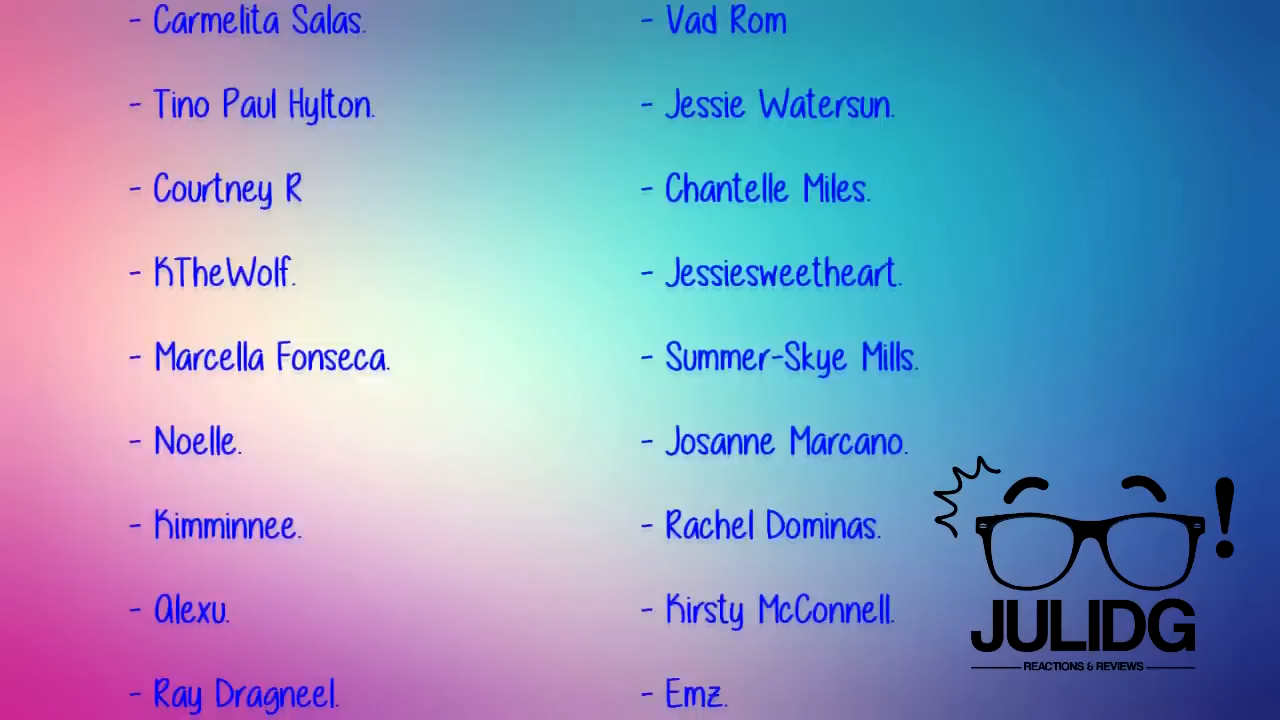 - Carmelita Salas.
- Tino Paul Hylton.
- Courtney R
- KTheWolf.
- Marcella Fonseca.
- Noelle.
- Kimminnee.
- Alexu.
- Ray Dragneel.
- Vad Rom
- Jessie Watersun.
- Chantelle Miles.
- Jessiesweetheart.
- Summer-Skye Mills.
- Josanne Marcano.
- Rachel Dominas.
- Kirsty McConnell.
- Emz.
!
JULIDG
REACTIONS & REVIEWS